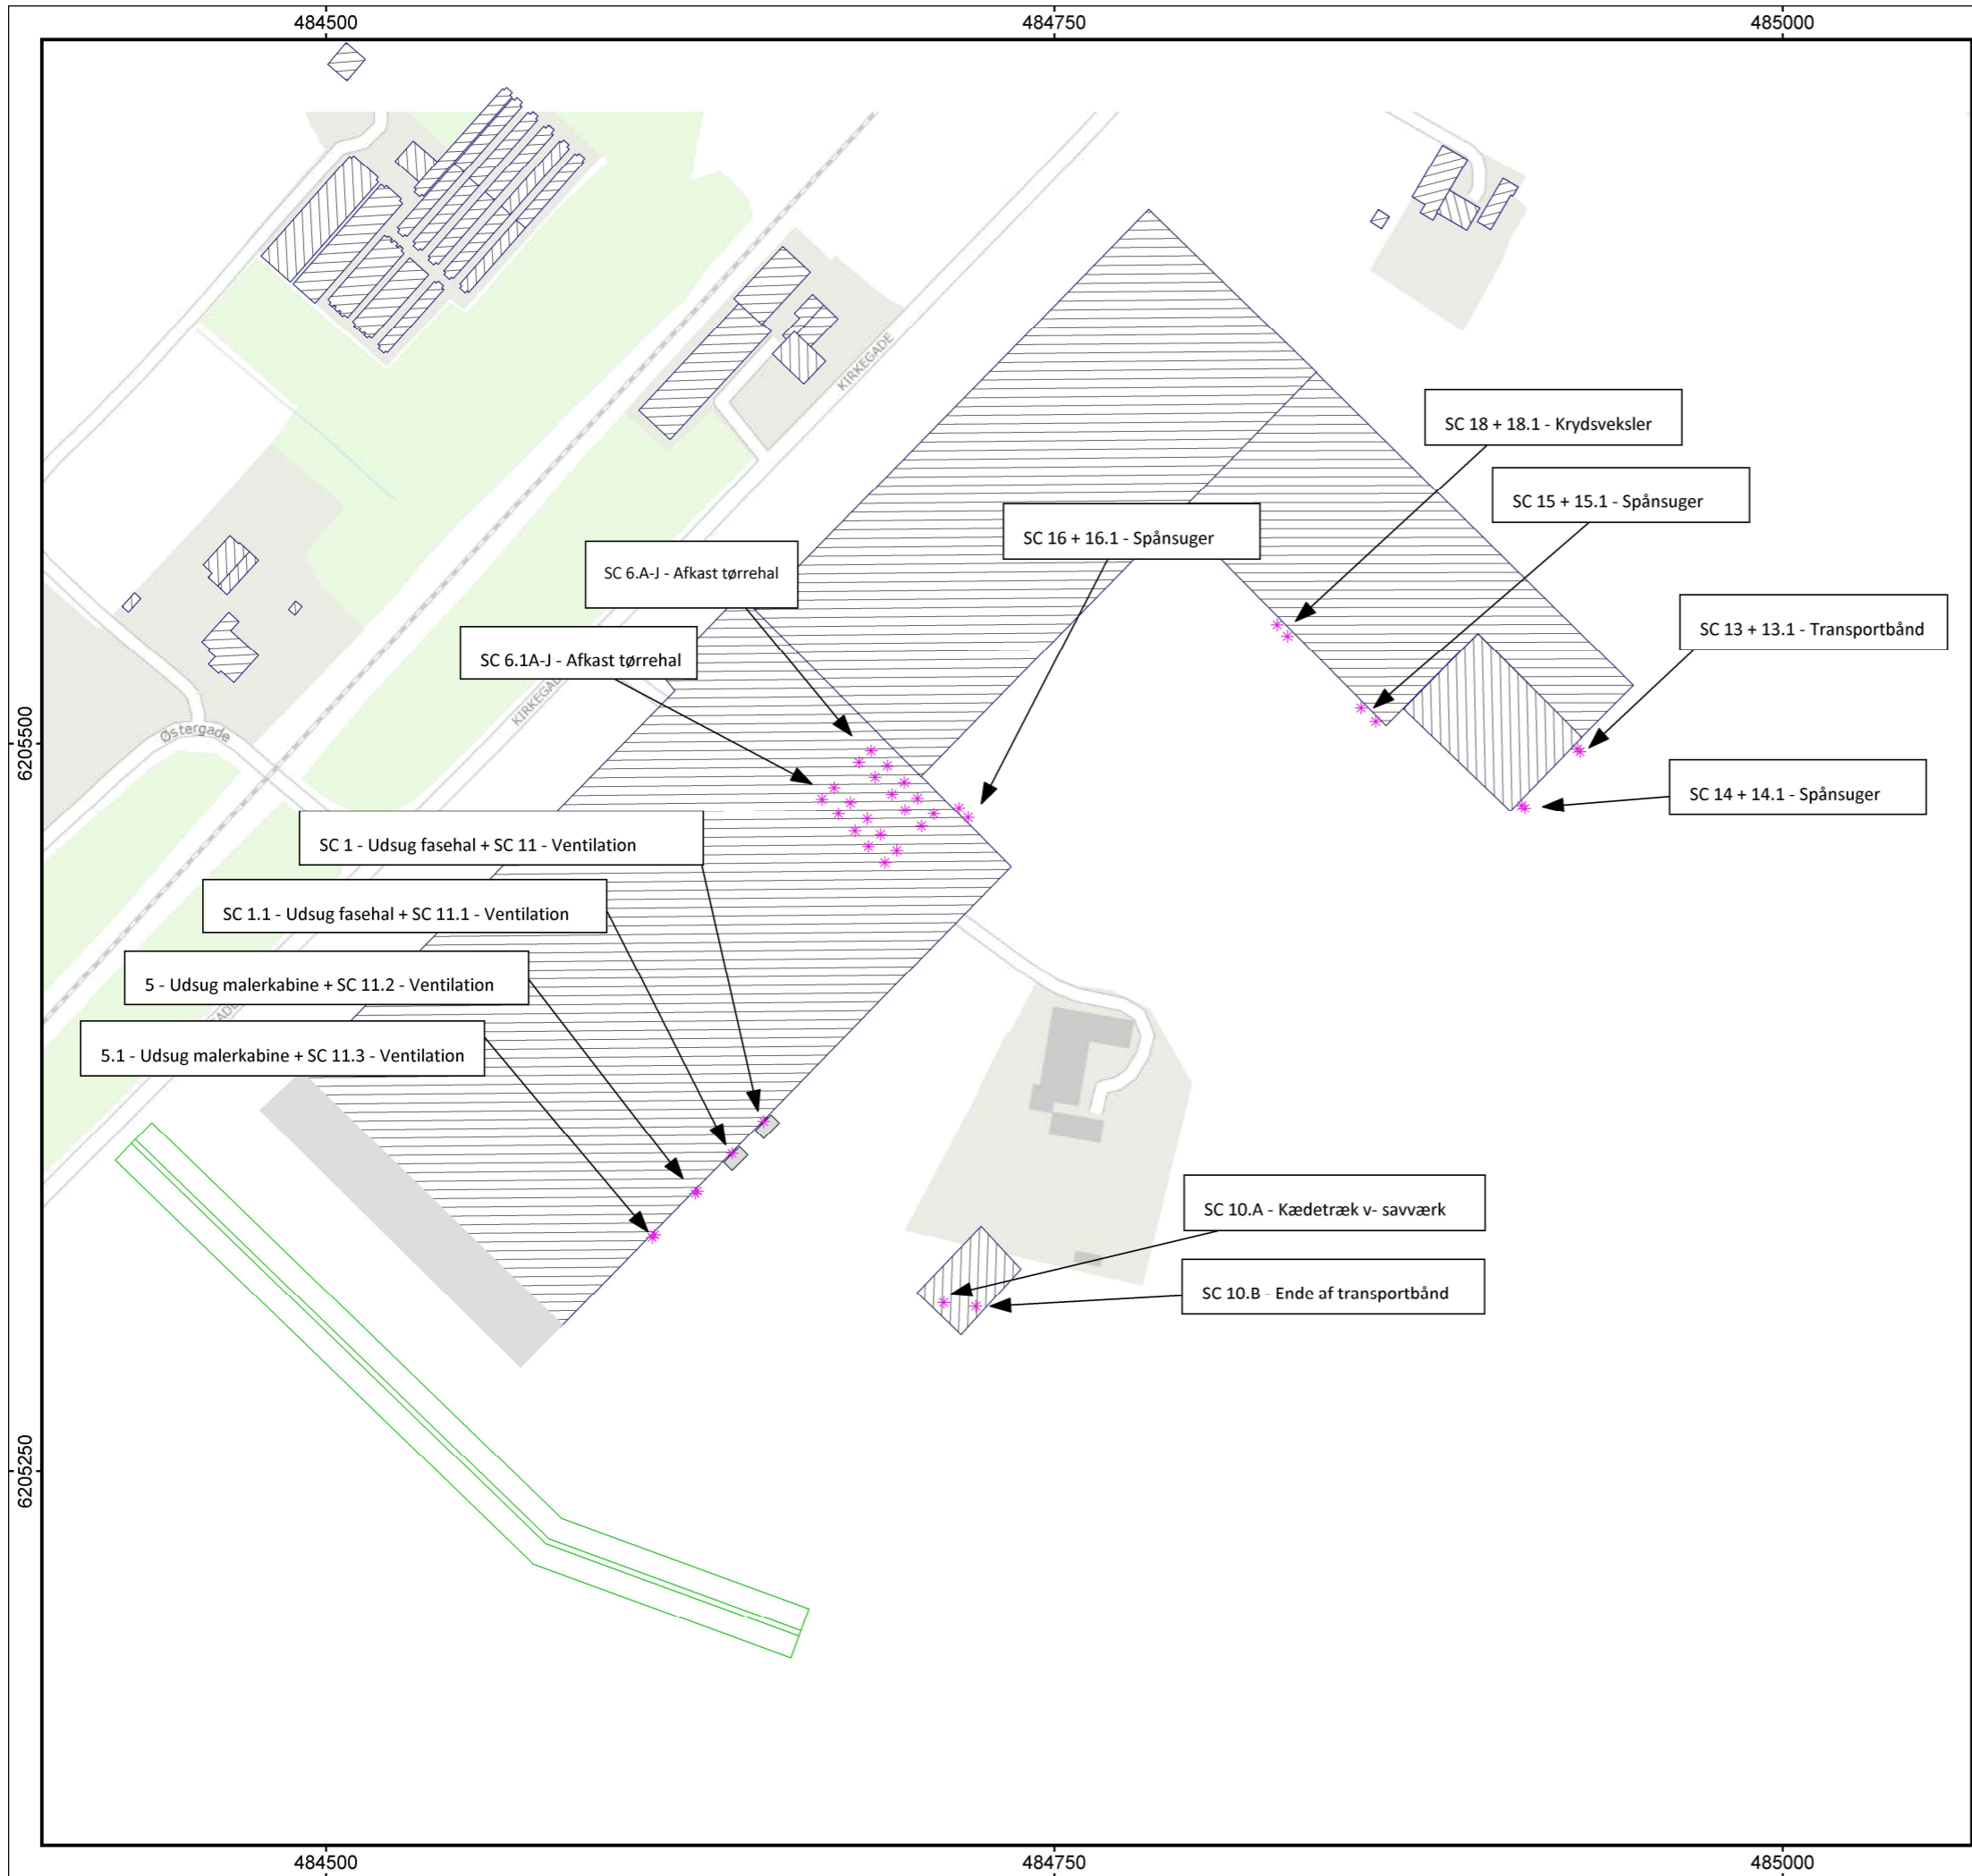 484500
484750
485000
KIRKEGADE
SC 18 + 18.1 - Krydsveksler
SC 15 + 15.1 - Spånsuger
SC 16 + 16.1 - Spånsuger
SC 6.A-J - Afkast tørrehal
SC 13 + 13.1 - Transportbånd
SC 6.1A-J - Afkast tørrehal
KIRKEGAD
Østergade
6205500
SC 14 + 14.1 - Spånsuger
SC 1 - Udsug fasehal + SC 11 - Ventilation
SC 1.1 - Udsug fasehal + SC 11.1 - Ventilation
5 - Udsug malerkabine + SC 11.2 - Ventilation
5.1 - Udsug malerkabine + SC 11.3 - Ventilation
SC 10.A - Kædetræk v- savværk
SC 10.B - Ende af transportbånd
6205250
484500
484750
485000